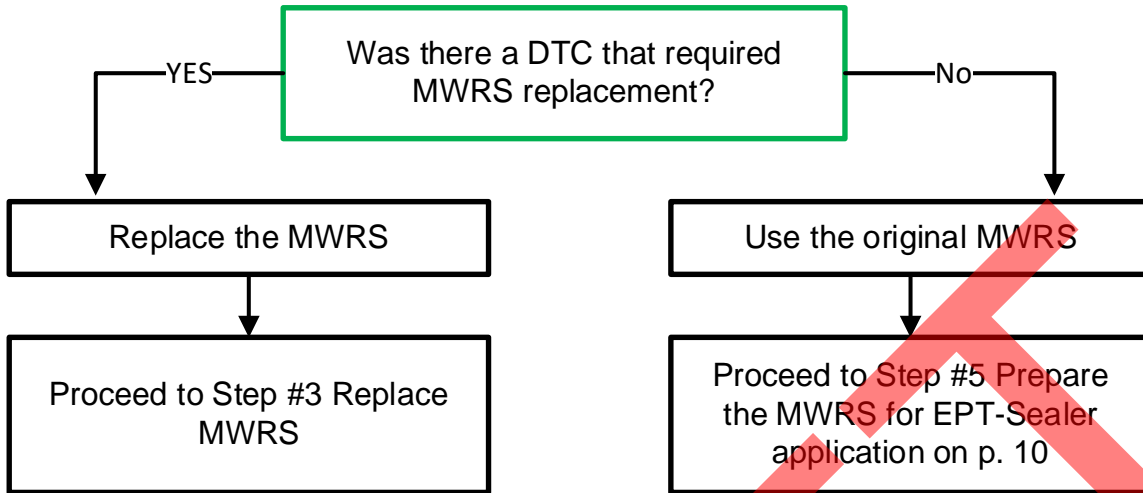 Was there a DTC that required
MWRS replacement?
YES
No
Replace the MWRS
Use the original MWRS
Proceed to Step #3 Replace
MWRS
Proceed to Step #5 Prepare
the MWRS for EPT-Sealer
application on p. 10